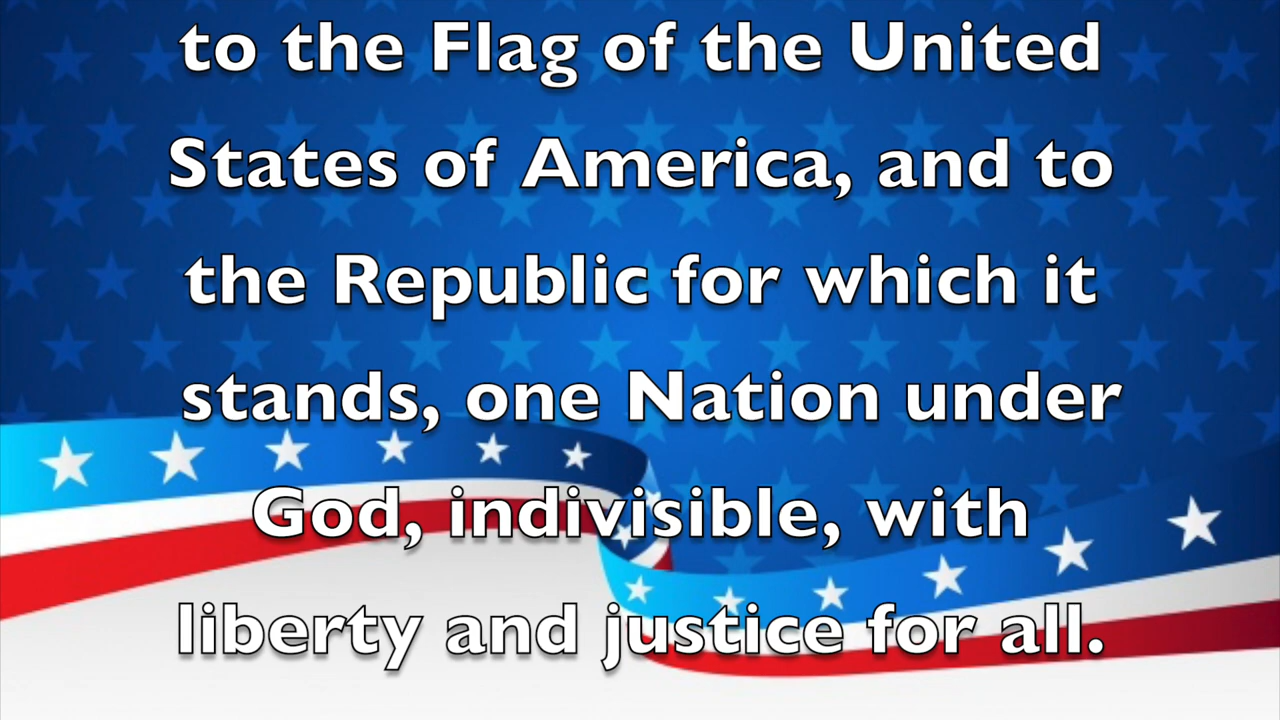 to the Flag of the United
States of America, and to
the Republic for which it
stands, one Nation under
God, indivisible, with
liberty and justice for all.